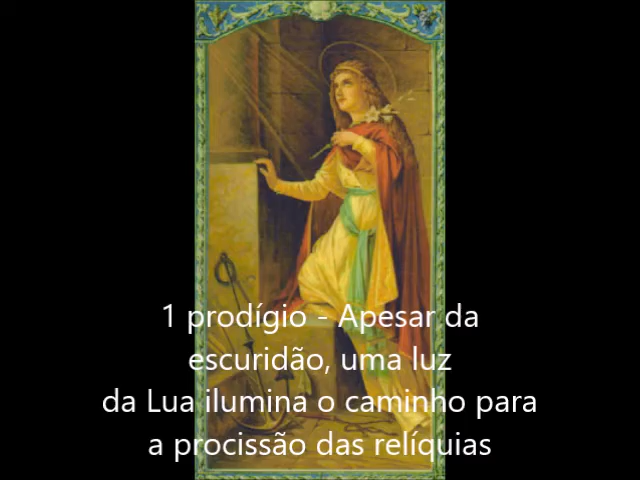 1 prodígio - Apesar da
escuridão, uma luz
da Lua ilumina o caminho para
a procissão das relíquias